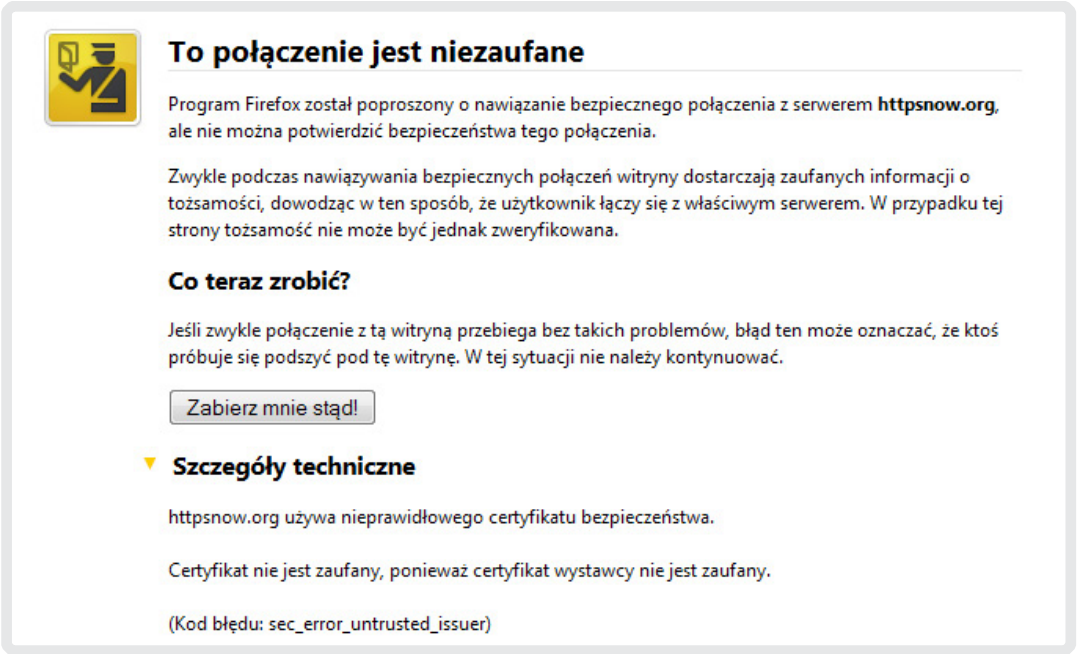 To połączenie jest niezaufane
Program Firefox został poproszony o nawiązanie bezpiecznego połączenia z serwerem httpsnow.org,
ale nie można potwierdzić bezpieczeństwa tego połączenia.
Zwykle podczas nawiązywania bezpiecznych połączeń witryny dostarczają zaufanych informacji o
tożsamości, dowodząc w ten sposób, że użytkownik łączy się z właściwym serwerem. W przypadku tej
strony tożsamość nie może być jednak zweryfikowana.
Co teraz zrobić?
Jeśli zwykle połączenie z tą witryną przebiega bez takich problemów, błąd ten może oznaczać, że ktoś
próbuje się podszyć pod tę witrynę. W tej sytuacji nie należy kontynuować.
Zabierz mnie stąd!
Szczegóły techniczne
httpsnow.org używa nieprawidłowego certyfikatu bezpieczeństwa.
Certyfikat nie jest zaufany, ponieważ certyfikat wystawcy nie jest zaufany.
(Kod błędu: sec_error_untrusted_issuer)